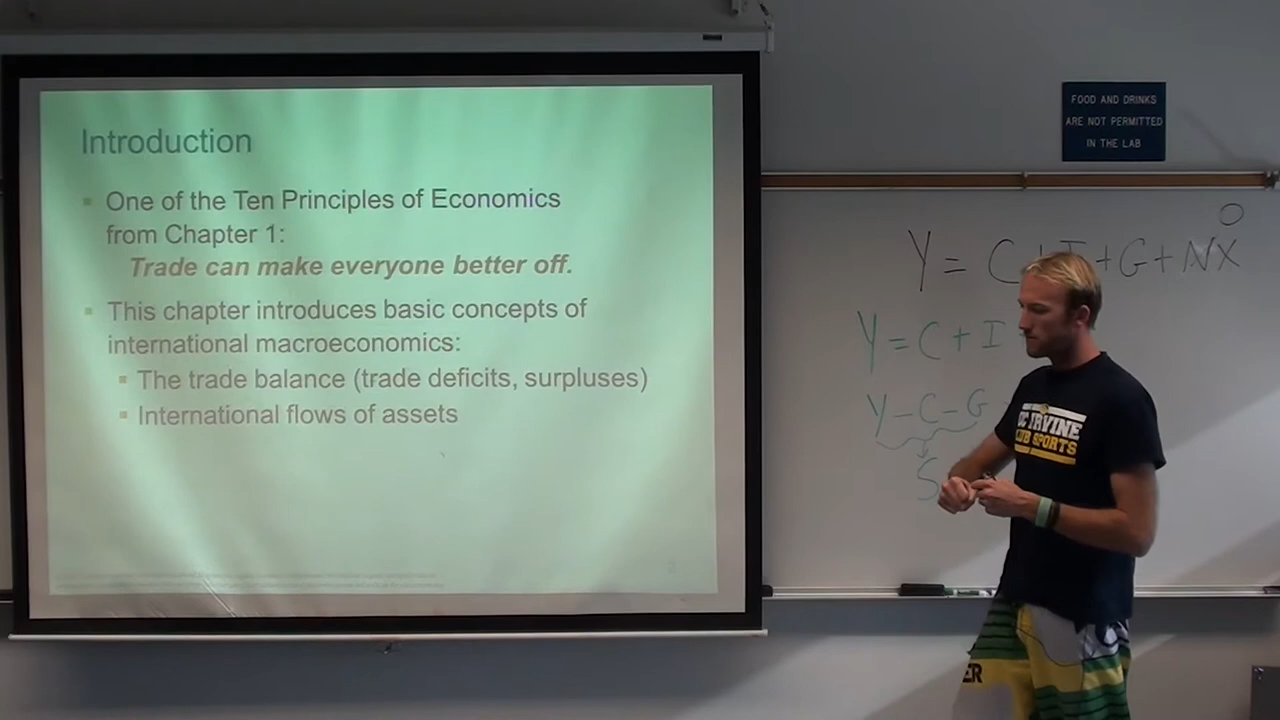 Introduction
One of the Ten Principles of Economics
from Chapter 1:
Trade can make everyone better off.
This chapter introduces basic concepts of
international macroeconomics:
The trade balance (trade deficits, surpluses)
International flows of assets
FOOD AND DRINKS
ARE NOT PERMITTED
IN THE LAB
0
Y = C + I + G + NX
Y = C + I
Y - C - G
S
UC IRVINE
CLUB SPORTS
ER